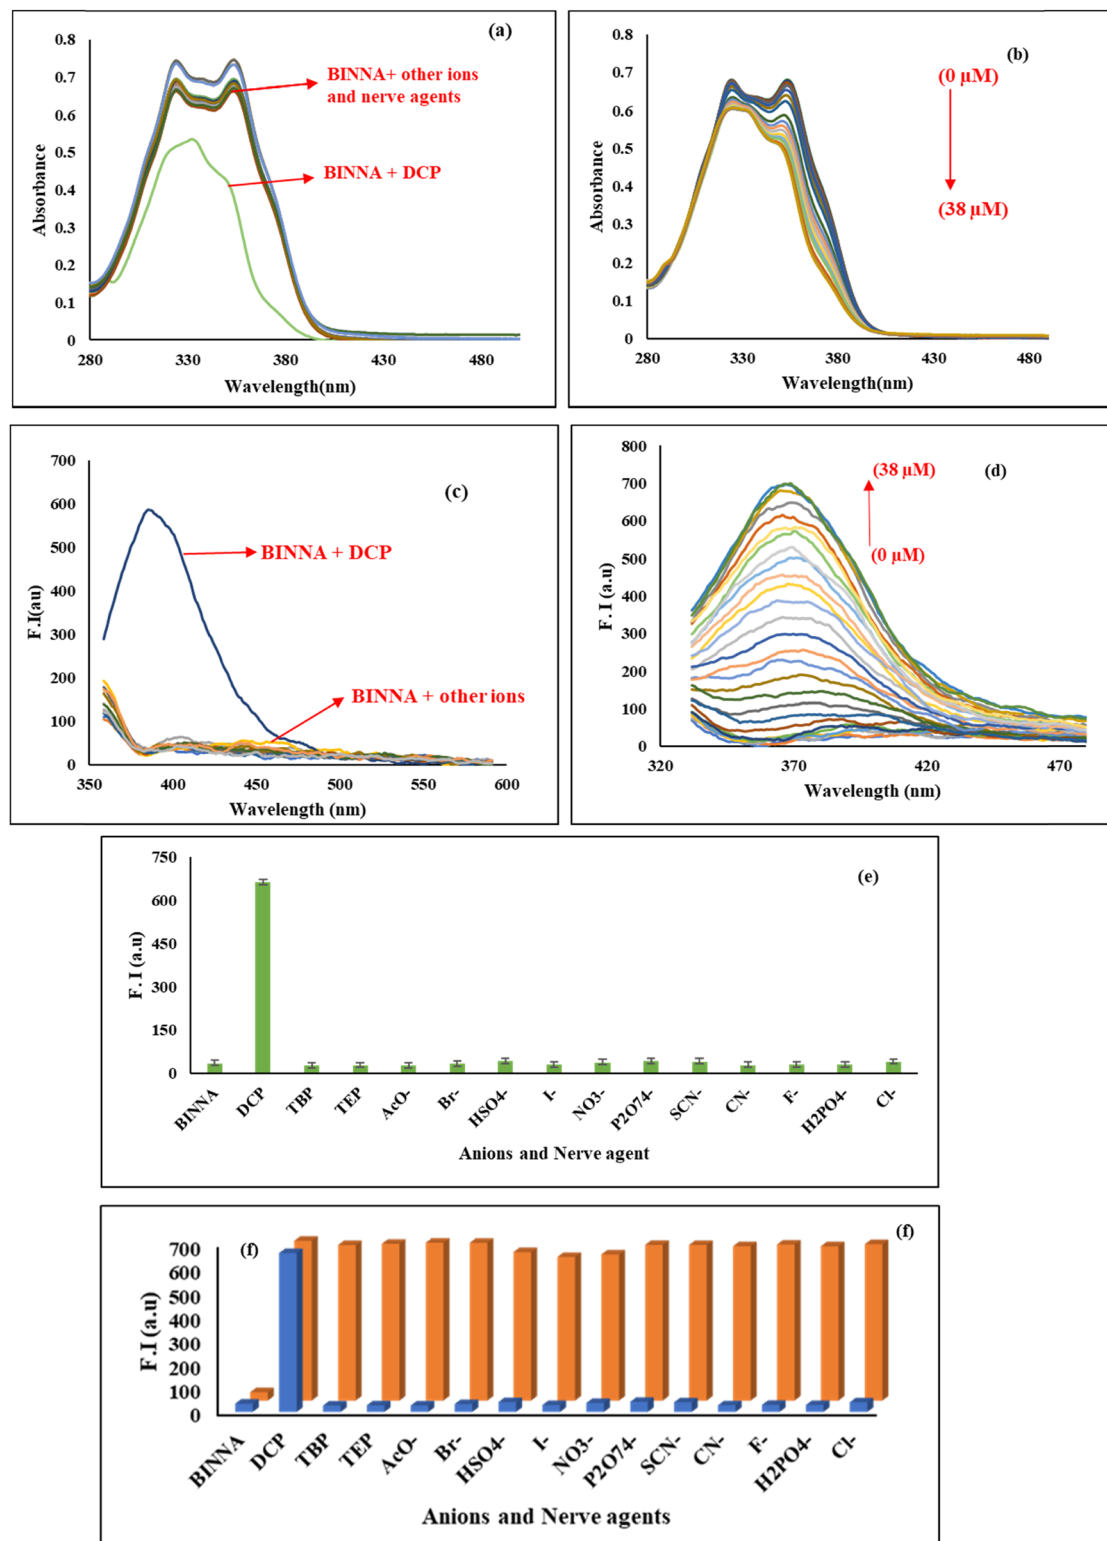 (a)
0.8
0.7
0.6
0.5
0.4
0.3
0.2
0.1
0
Absorbance
BINNA+ other ions
and nerve agents
BINNA + DCP
280 330 380 430 480
Wavelength(nm)
(b)
0.8
0.7
0.6
0.5
0.4
0.3
0.2
0.1
0
Absorbance
(0 µM)
(38 µM)
280 330 380 430 480
Wavelength(nm)
(c)
700
600
500
400
300
200
100
0
F.I(au)
BINNA + DCP
BINNA + other ions
350 400 450 500 550 600
Wavelength (nm)
(d)
800
700
600
500
400
300
200
100
0
F. I (a.u)
(38 µM)
(0 µM)
320 370 420 470
Wavelength (nm)
(e)
750
600
450
300
150
0
F. I (a.u)
BINNA DCP TBP TEP AcO- Br- HSO4- I- NO3- P2O74- SCN- CN- F- H2PO4- Cl-
Anions and Nerve agent
(f)
(f)
700
600
500
400
300
200
100
0
F.I (a.u)
BINNA DCP TBP TEP AcO- Br- HSO4- I- NO3- P2O74- SCN- CN- F- H2PO4- Cl-
Anions and Nerve agents